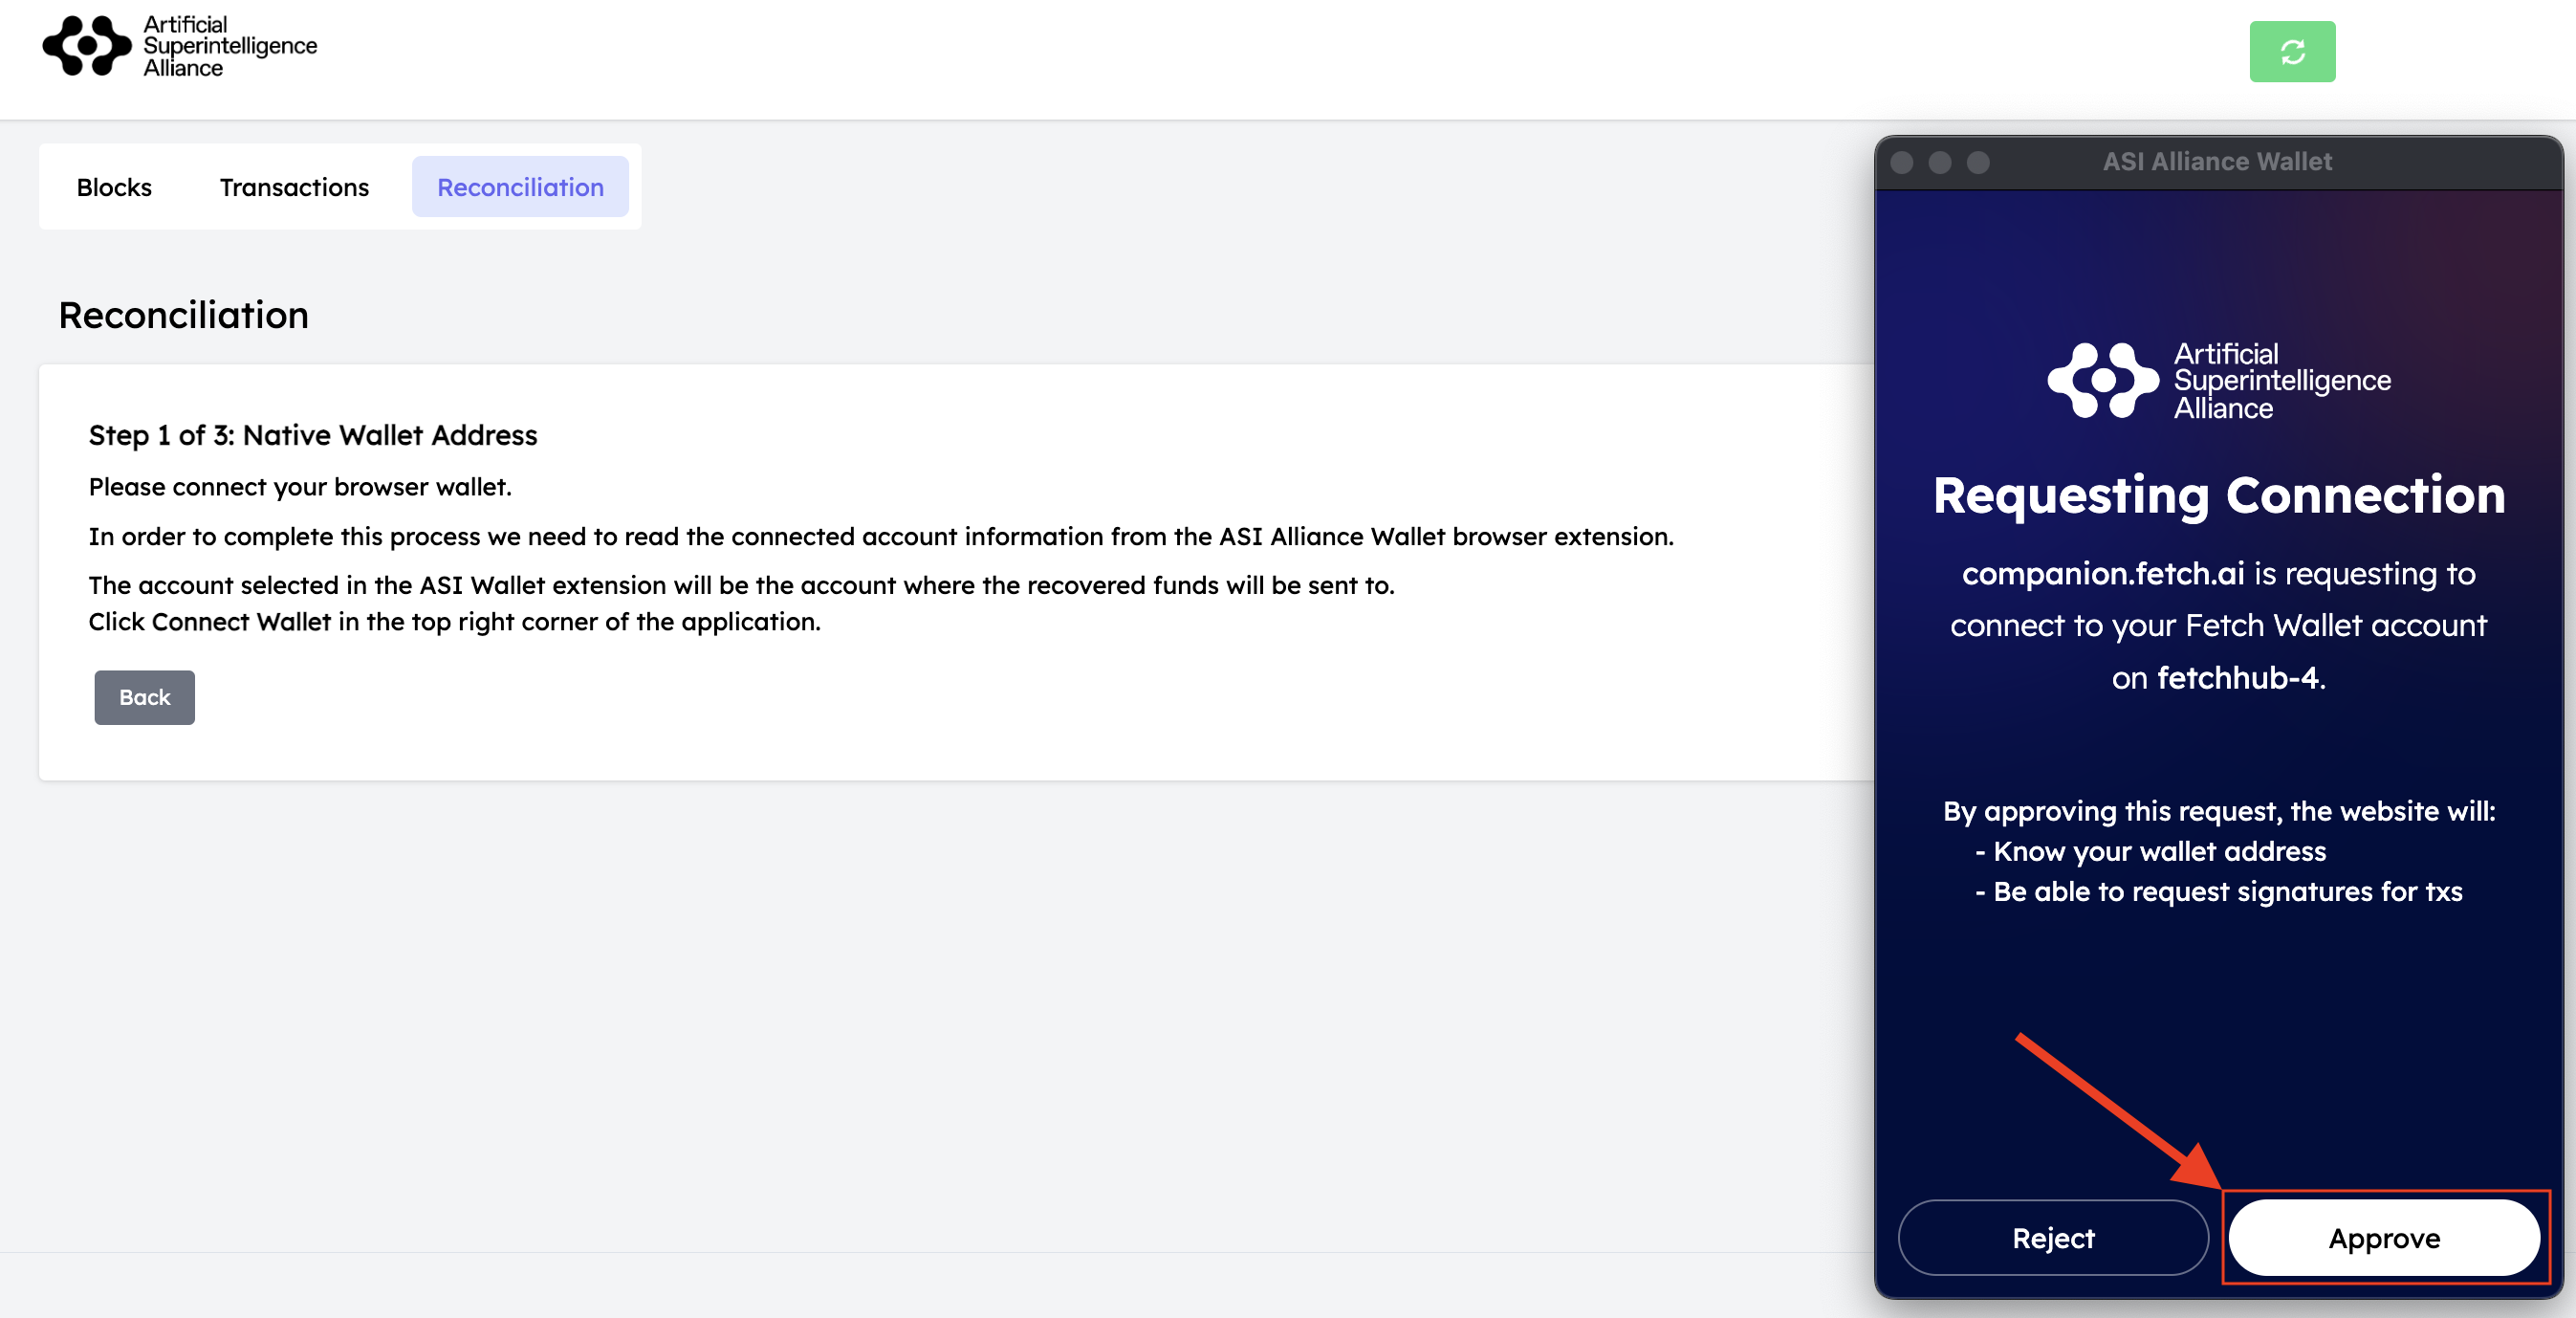 Artificial
Superintelligence
Alliance
Blocks
Transactions
Reconciliation
Reconciliation
Step 1 of 3: Native Wallet Address
Please connect your browser wallet.
In order to complete this process we need to read the connected account information from the ASI Alliance Wallet browser extension.
The account selected in the ASI Wallet extension will be the account where the recovered funds will be sent to.
Click Connect Wallet in the top right corner of the application.
Back
ASI Alliance Wallet
Artificial
Superintelligence
Alliance
Requesting Connection
companion.fetch.ai is requesting to
connect to your Fetch Wallet account
on fetchhub-4.
By approving this request, the website will:
- Know your wallet address
- Be able to request signatures for txs
Reject
Approve